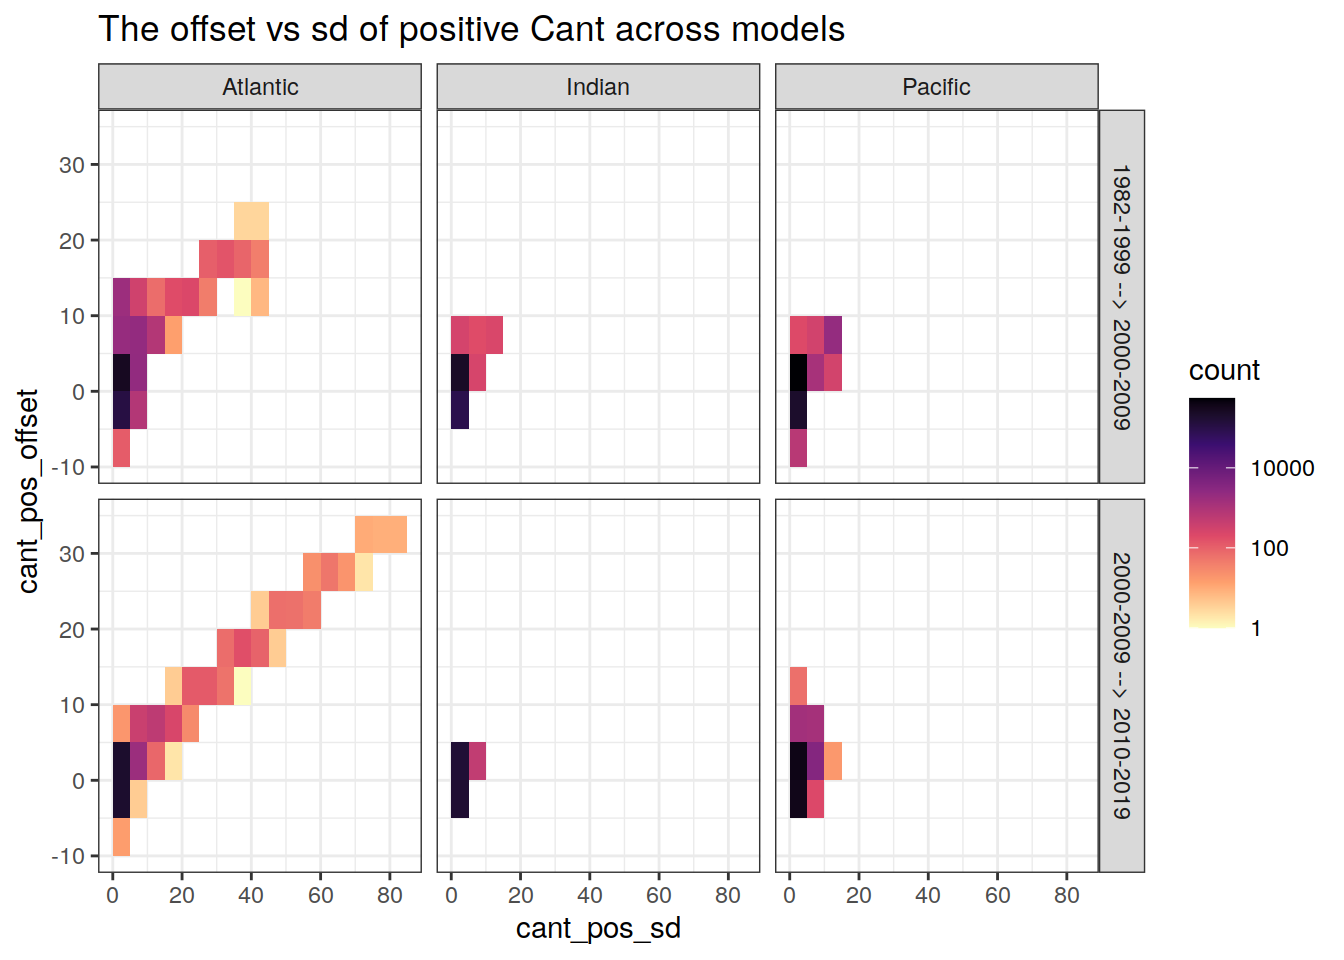 The offset vs sd of positive Cant across models
Atlantic
Indian
Pacific
30
20
10
0
-10
1982-1999 --> 2000-2009
30
20
10
0
-10
2000-2009 --> 2010-2019
0 20 40 60 80
0 20 40 60 80
0 20 40 60 80
cant_pos_sd
cant_pos_offset
count
10000
100
1